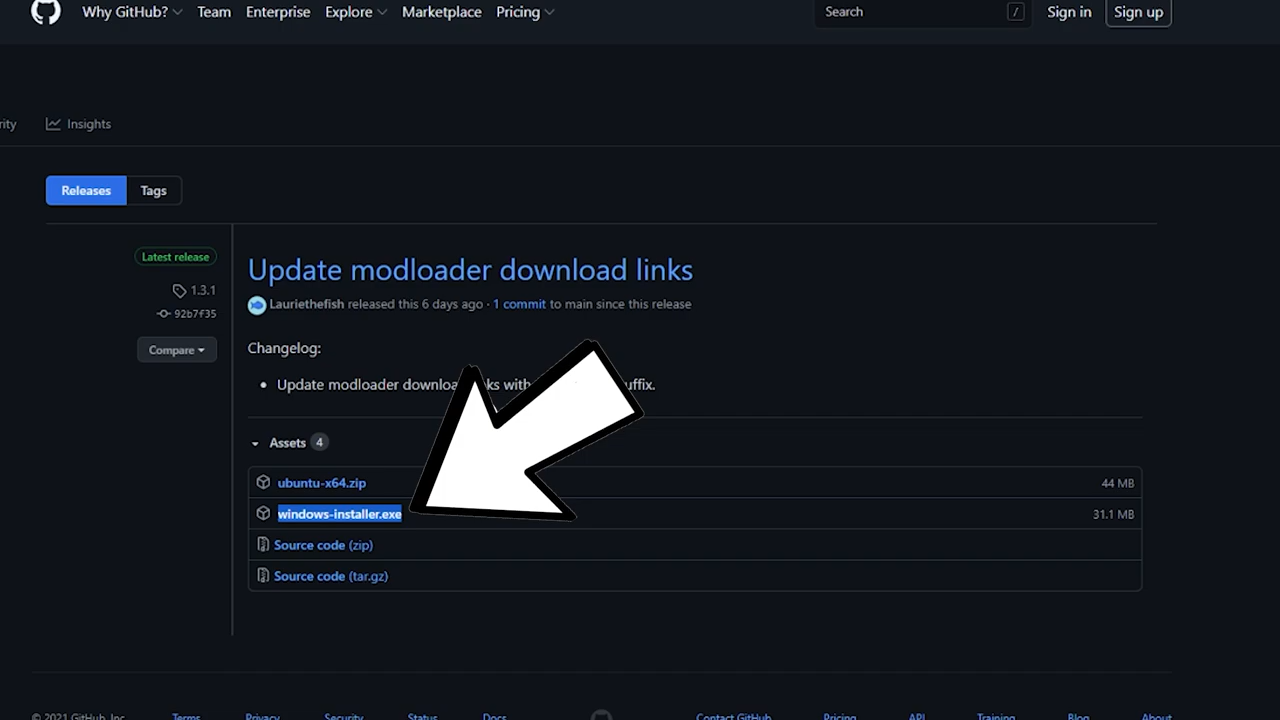 Why GitHub? Team Enterprise Explore Marketplace Pricing Search / Sign in Sign up
Insights
Releases Tags
Latest release
1.3.1
92b7f35
Compare
Update modloader download links
Lauriethefish released this 6 days ago · 1 commit to main since this release
Changelog:
• Update modloader
Assets 4
ubuntu-x64.zip 44 MB
windows-installer.exe 31.1 MB
Source code (zip)
Source code (tar.gz)
© 2021 GitHub, Inc. Terms Privacy Security Status Docs Contact GitHub Pricing API Training Blog About